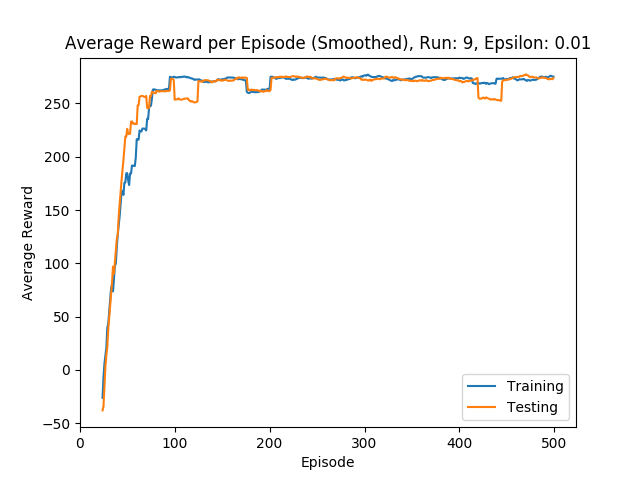 Average Reward per Episode (Smoothed), Run: 9, Epsilon: 0.01
Average Reward
250
200
150
100
50
0
−50
0 100 200 300 400 500
Episode
Training
Testing